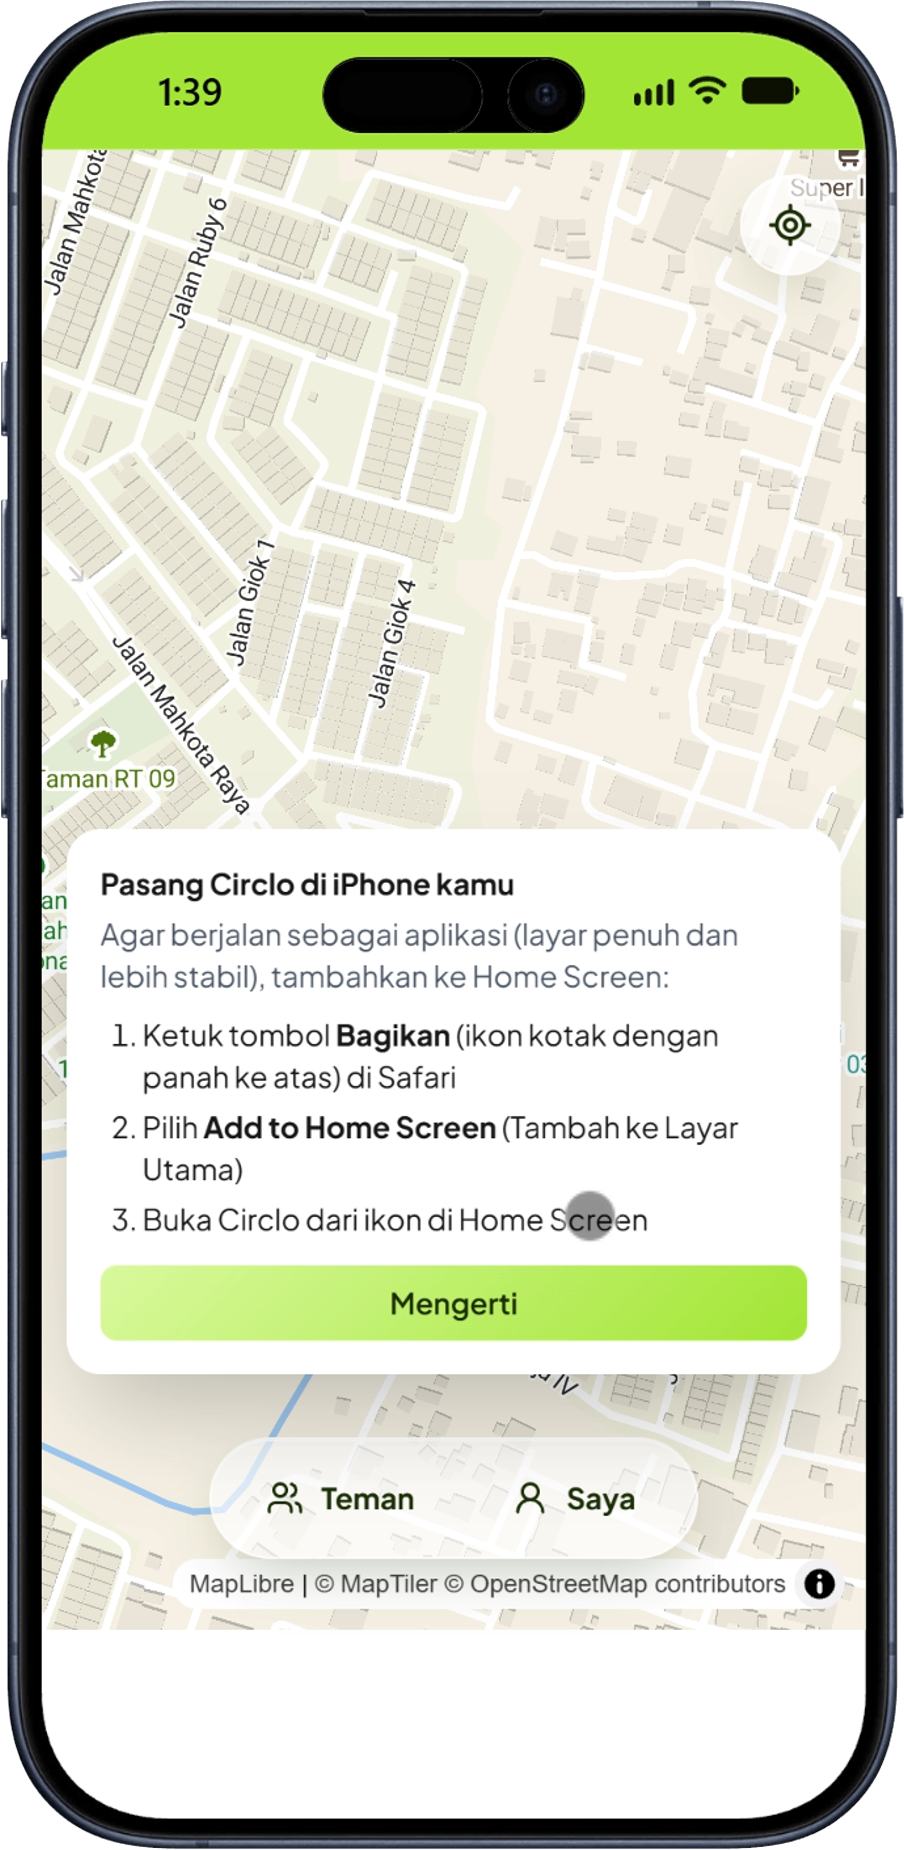 1:39
Super I
Jalan Mahkota
Jalan Ruby 6
Jalan Giok 1
Jalan Giok 4
Jalan Mahkota Raya
Taman RT 09
Pasang Circlo di iPhone kamu
Agar berjalan sebagai aplikasi (layar penuh dan
lebih stabil), tambahkan ke Home Screen:
1. Ketuk tombol Bagikan (ikon kotak dengan
panah ke atas) di Safari
2. Pilih Add to Home Screen (Tambah ke Layar
Utama)
3. Buka Circlo dari ikon di Home Screen
Mengerti
Teman
Saya
MapLibre | © MapTiler © OpenStreetMap contributors